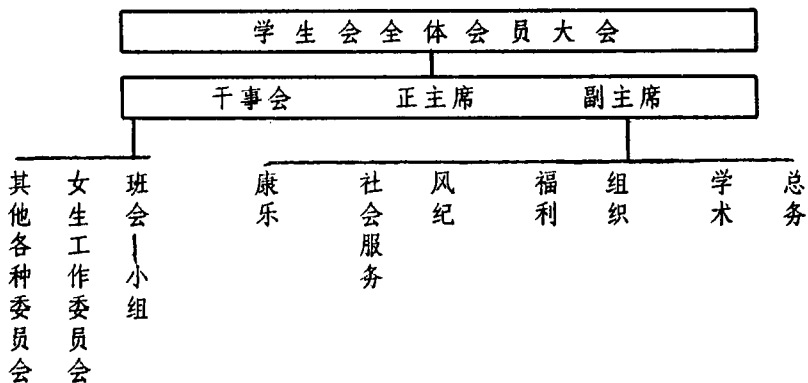 学生会全体会员大会
干事会 正主席 副主席
其他各种委员会
女生工作委员会
班会—小组
康乐
社会服务
风纪
福利
组织
学术
总务